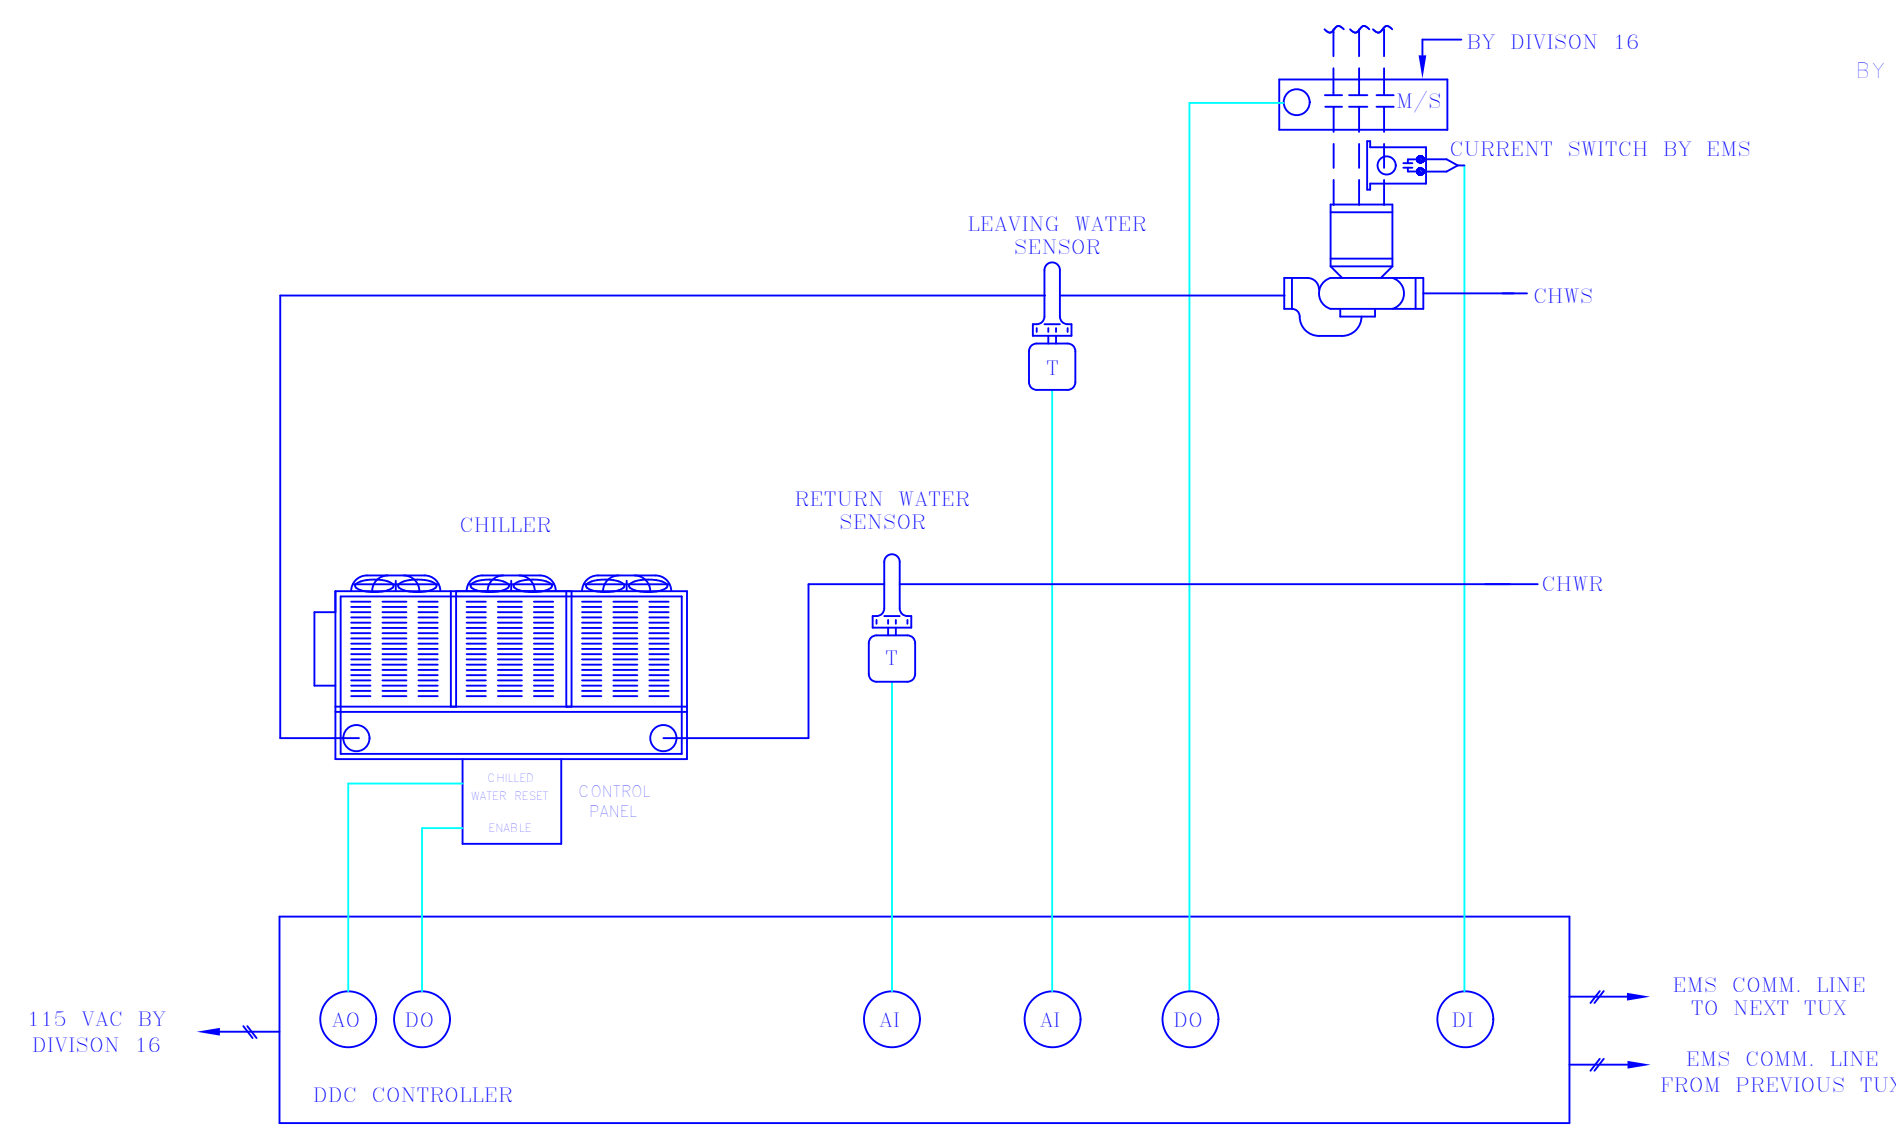 BY DIVISON 16
BY
M/S
CURRENT SWITCH BY EMS
LEAVING WATER
SENSOR
CHWS
T
RETURN WATER
SENSOR
CHILLER
CHWR
T
CHILLED
WATER RESET
ENABLE
CONTROL
PANEL
115 VAC BY
DIVISON 16
AO
DO
AI
AI
DO
DI
EMS COMM. LINE
TO NEXT TUX
EMS COMM. LINE
FROM PREVIOUS TUX
DDC CONTROLLER